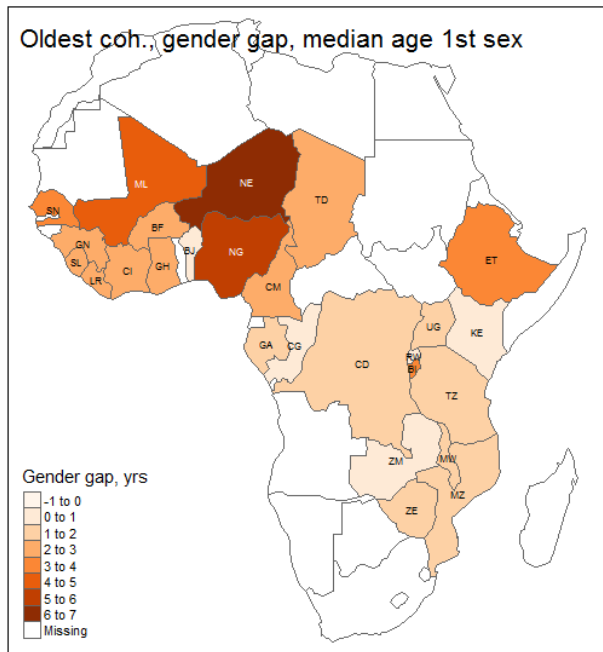 Oldest coh., gender gap, median age 1st sex
ML
NE
TD
SN
BF
GN
BJ
NG
SL
CI
GH
LR
CM
ET
UG
KE
GA
CG
RW
CD
BI
TZ
MW
ZM
MZ
ZE
Gender gap, yrs
-1 to 0
0 to 1
1 to 2
2 to 3
3 to 4
4 to 5
5 to 6
6 to 7
Missing